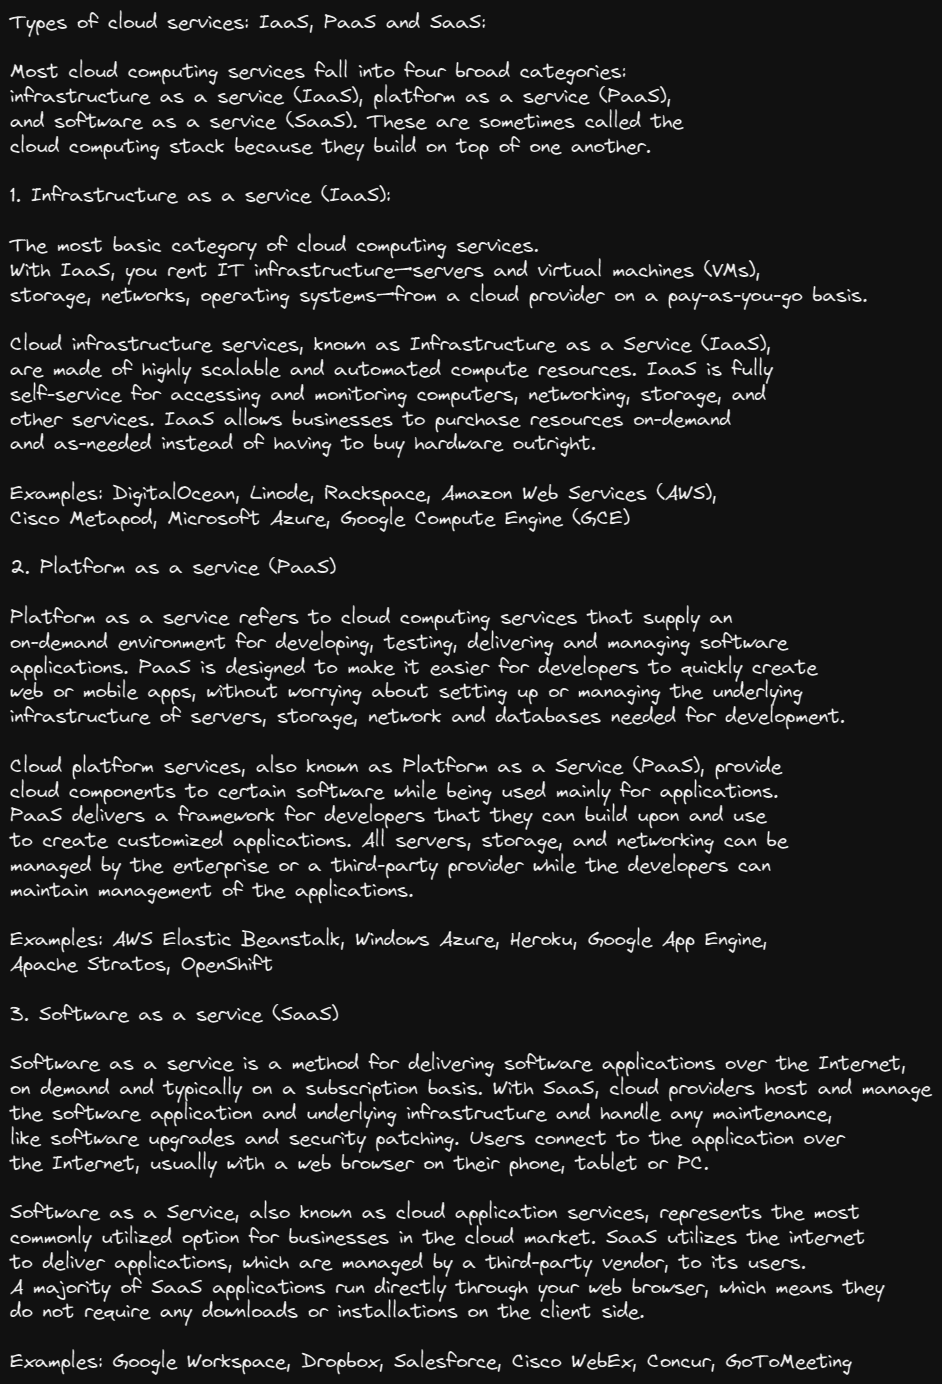 Types of cloud services: IaaS, PaaS and SaaS:
Most cloud computing services fall into four broad categories:
infrastructure as a service (IaaS), platform as a service (PaaS),
and software as a service (SaaS). These are sometimes called the
cloud computing stack because they build on top of one another.
1. Infrastructure as a service (IaaS):
The most basic category of cloud computing services.
With IaaS, you rent IT infrastructure—servers and virtual machines (VMs),
storage, networks, operating systems—from a cloud provider on a pay-as-you-go basis.
Cloud infrastructure services, known as Infrastructure as a Service (IaaS),
are made of highly scalable and automated compute resources. IaaS is fully
self-service for accessing and monitoring computers, networking, storage, and
other services. IaaS allows businesses to purchase resources on-demand
and as-needed instead of having to buy hardware outright.
Examples: DigitalOcean, Linode, Rackspace, Amazon Web Services (AWS),
Cisco Metapod, Microsoft Azure, Google Compute Engine (GCE)
2. Platform as a service (PaaS)
Platform as a service refers to cloud computing services that supply an
on-demand environment for developing, testing, delivering and managing software
applications. PaaS is designed to make it easier for developers to quickly create
web or mobile apps, without worrying about setting up or managing the underlying
infrastructure of servers, storage, network and databases needed for development.
Cloud platform services, also known as Platform as a Service (PaaS), provide
cloud components to certain software while being used mainly for applications.
PaaS delivers a framework for developers that they can build upon and use
to create customized applications. All servers, storage, and networking can be
managed by the enterprise or a third-party provider while the developers can
maintain management of the applications.
Examples: AWS Elastic Beanstalk, Windows Azure, Heroku, Google App Engine,
Apache Stratos, OpenShift
3. Software as a service (SaaS)
Software as a service is a method for delivering software applications over the Internet,
on demand and typically on a subscription basis. With SaaS, cloud providers host and manage
the software application and underlying infrastructure and handle any maintenance,
like software upgrades and security patching. Users connect to the application over
the Internet, usually with a web browser on their phone, tablet or PC.
Software as a Service, also known as cloud application services, represents the most
commonly utilized option for businesses in the cloud market. SaaS utilizes the internet
to deliver applications, which are managed by a third-party vendor, to its users.
A majority of SaaS applications run directly through your web browser, which means they
do not require any downloads or installations on the client side.
Examples: Google Workspace, Dropbox, Salesforce, Cisco WebEx, Concur, GoToMeeting